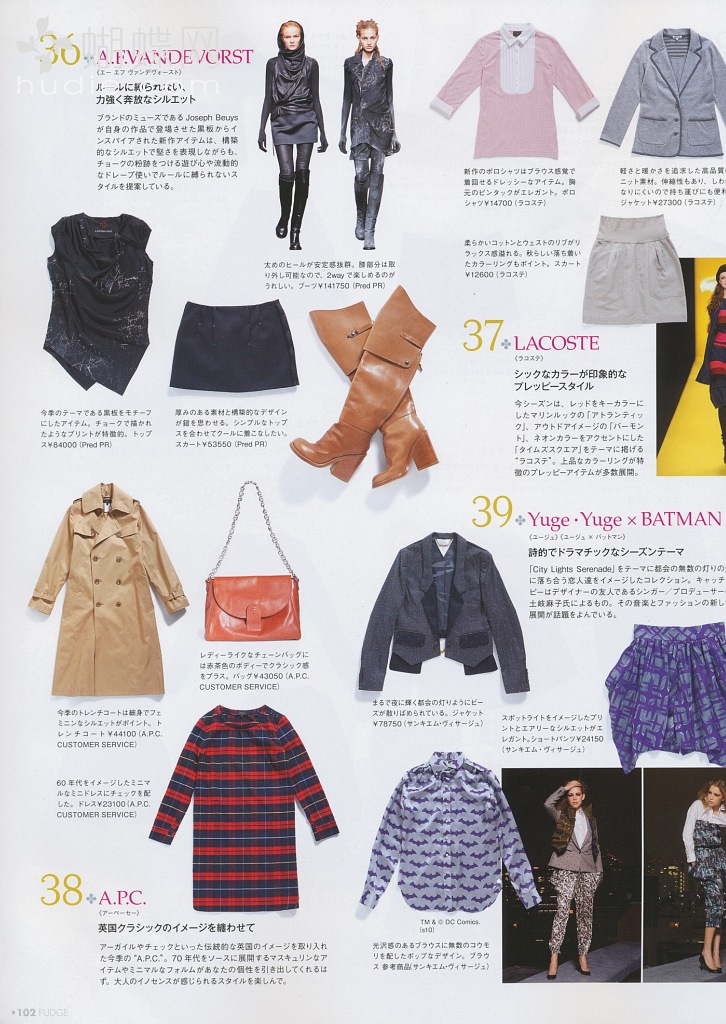 36 A.F.VANDEVORST
(エー エフ ヴァンデヴォースト)
ルールに縛られない、
力強く奔放なシルエット
ブランドのミューズである Joseph Beuys
が自身の作品で登場させた黒板からイ
ンスパイアされた新作アイテムは、構築
的なシルエットで堅さを表現しながらも、
チョークの粉跡をつける遊び心や流動的
なドレープ使いでルールに縛られないス
タイルを提案している。
太めのヒールが安定感抜群。膝部分は取
り外し可能なので、2wayで楽しめるのが
うれしい。ブーツ¥141750(Pred PR)
新作のポロシャツはブラウス感覚で
着回せるドレッシーなアイテム。胸
元のピンタックがエレガント。ポロ
シャツ¥14700(ラコステ)
軽さと暖かさを追求した高品質
ニット素材。伸縮性もあり、しわ
なりにくいので持ち運びにも便利
ジャケット¥27300(ラコステ)
柔らかいコットンとウェストのリブがリ
ラックス感溢れる。秋らしい落ち着い
たカラーリングもポイント。スカート
¥12600(ラコステ)
今季のテーマである黒板をモチーフ
にしたアイテム。チョークで描かれ
たようなプリントが特徴的。トップ
ス¥84000(Pred PR)
厚みのある素材と構築的なデザイン
が鎧を思わせる。シンプルなトップ
スを合わせてクールに着こなしたい。
スカート¥53550(Pred PR)
37 LACOSTE
(ラコステ)
シックなカラーが印象的な
プレッピースタイル
今シーズンは、レッドをキーカラーに
したマリンルックの「アトランティッ
ク」、アウトドアイメージの「バーモン
ト」、ネオンカラーをアクセントにした
「タイムズスクエア」をテーマに掲げる
“ラコステ”。上品なカラーリングが特
徴のプレッピーアイテムが多数展開。
39 Yuge・Yuge × BATMAN
(ユージュ)(ユージュ × バットマン)
詩的でドラマチックなシーズンテーマ
「City Lights Serenade」をテーマに都会の無数の灯りの
に落ち合う恋人達をイメージしたコレクション。キャッチ
ピーはデザイナーの友人であるシンガー/プロデューサー
土岐麻子氏によるもの。その音楽とファッションの新し
展開が話題をよんでいる。
レディーライクなチェーンバッグに
は赤茶色のボディーでクラシック感
をプラス。バッグ¥43050(A.P.C.
CUSTOMER SERVICE)
今季のトレンチコートは細身でフェ
ミニンなシルエットがポイント。ト
レンチコート¥44100(A.P.C.
CUSTOMER SERVICE)
まるで夜に輝く都会の灯りようにビー
ズが散りばめられている。ジャケット
¥78750(サンキエム・ヴィサージュ)
スポットライトをイメージしたプリ
ントとエアリーなシルエットがエ
レガント。ショートパンツ¥24150
(サンキエム・ヴィサージュ)
60年代をイメージしたミニマ
ルなミニドレスにチェックを配
した。ドレス¥23100(A.P.C.
CUSTOMER SERVICE)
38 A.P.C.
(アーペーセー)
英国クラシックのイメージを纏わせて
アーガイルやチェックといった伝統的な英国のイメージを取り入れ
た今季の“A.P.C.”。70年代をソースに展開するマスキュリンなア
イテムやミニマルなフォルムがあなたの個性を引き出してくれるは
ず。大人のイノセンスが感じられるスタイルを楽しんで。
TM & © DC Comics.
(s10)
光沢感のあるブラウスに無数のコウモ
リを配したポップなデザイン。ブラウ
ス 参考商品(サンキエム・ヴィサージュ)
•102 FUDGE